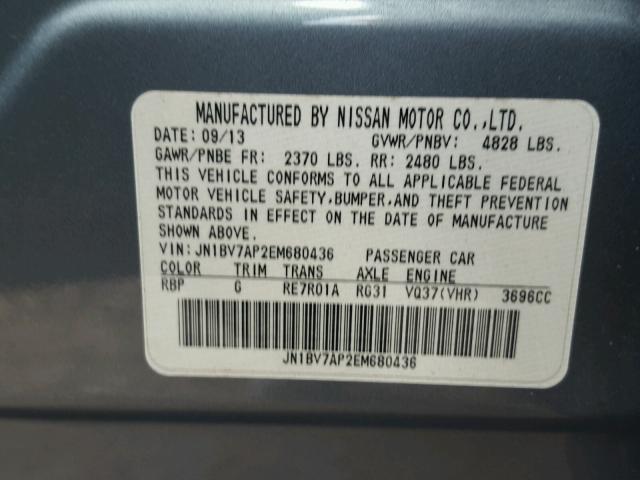 MANUFACTURED BY NISSAN MOTOR CO.,LTD.
DATE: 09/13 GVWR/PNBV: 4828 LBS.
GAWR/PNBE FR: 2370 LBS. RR: 2480 LBS.
THIS VEHICLE CONFORMS TO ALL APPLICABLE FEDERAL
MOTOR VEHICLE SAFETY,BUMPER,AND THEFT PREVENTION
STANDARDS IN EFFECT ON THE DATE OF MANUFACTURE
SHOWN ABOVE.
VIN: JN1BV7AP2EM680436 PASSENGER CAR
COLOR TRIM TRANS AXLE ENGINE
RBP G RE7R01A RG31 VQ37(VHR) 3696CC
JN1BV7AP2EM680436